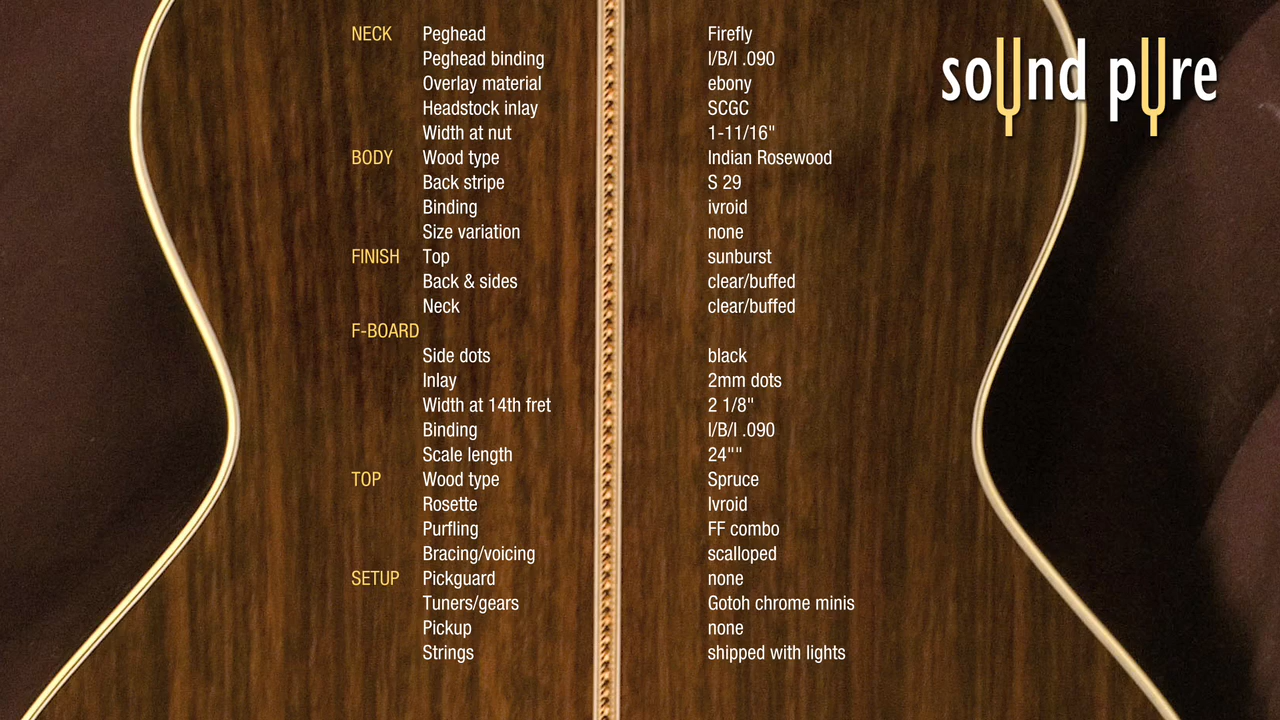 sound pure
NECK Peghead Firefly
Peghead binding I/B/I .090
Overlay material ebony
Headstock inlay SCGC
Width at nut 1-11/16"
BODY Wood type Indian Rosewood
Back stripe S 29
Binding ivroid
Size variation none
FINISH Top sunburst
Back & sides clear/buffed
Neck clear/buffed
F-BOARD
Side dots black
Inlay 2mm dots
Width at 14th fret 2 1/8"
Binding I/B/I .090
Scale length 24""
TOP Wood type Spruce
Rosette Ivroid
Purfling FF combo
Bracing/voicing scalloped
SETUP Pickguard none
Tuners/gears Gotoh chrome minis
Pickup none
Strings shipped with lights